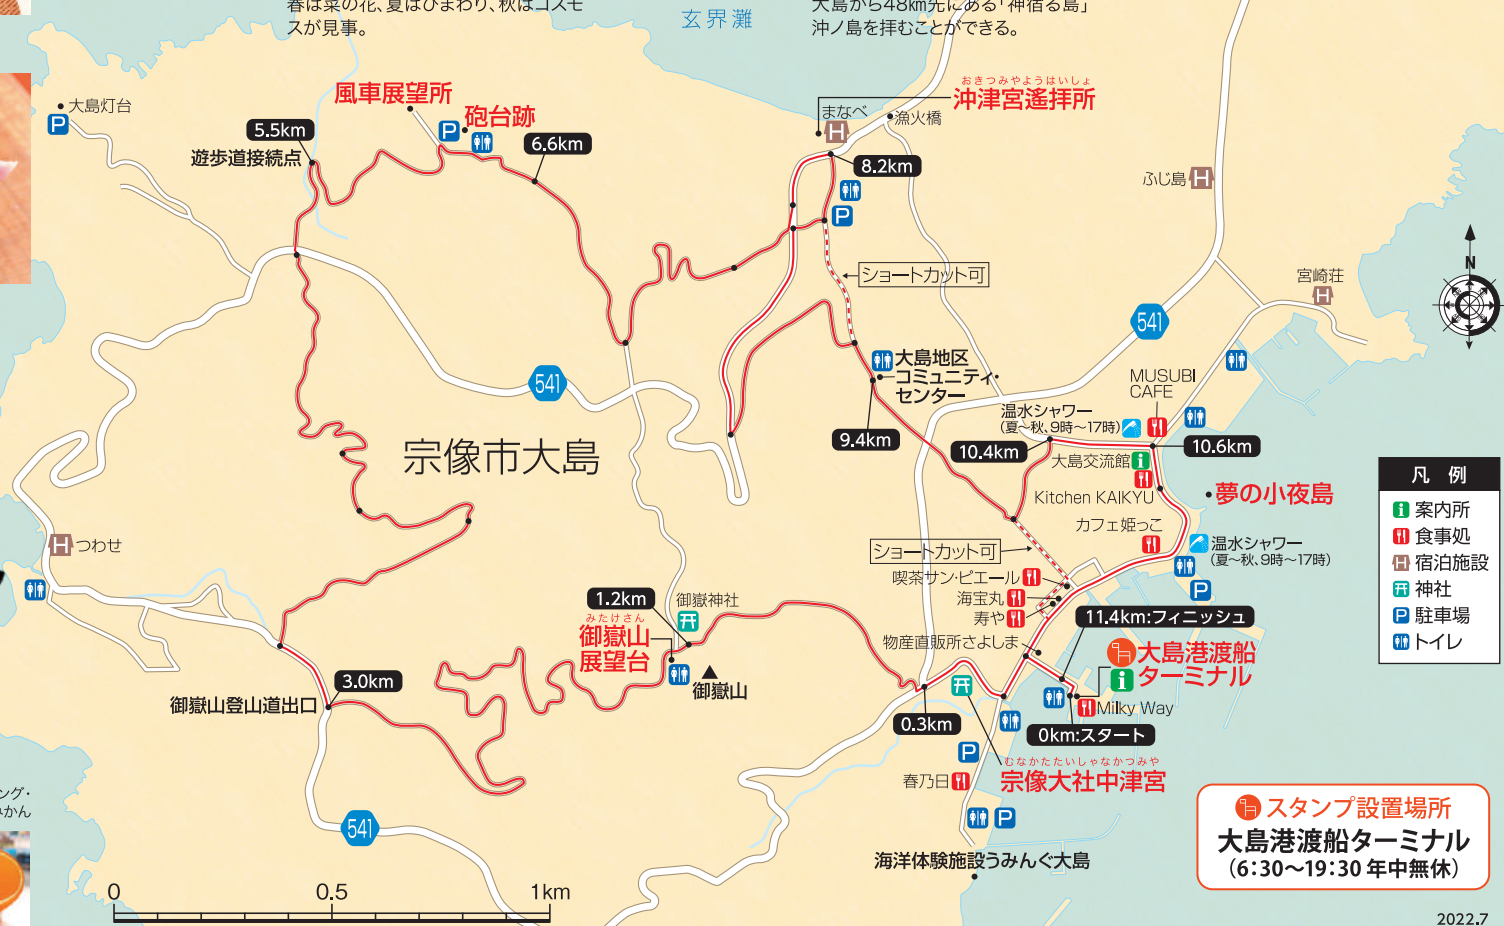 春は菜の花、夏はひまわり、秋はコスモ
スが見事。
玄界灘
大島から48km先にある「神宿る島」
沖ノ島を拝むことができる。
大島灯台
P
風車展望所
砲台跡
P
5.5km
遊歩道接続点
6.6km
おきつみやようはいしょ
沖津宮遙拝所
まなべ
H
漁火橋
8.2km
P
ふじ島
H
ショートカット可
宮崎荘
H
N
541
541
大島地区
コミュニティ・
センター
9.4km
MUSUBI
CAFE
温水シャワー
(夏〜秋、9時〜17時)
10.4km
10.6km
大島交流館
i
Kitchen KAIKYU
夢の小夜島
カフェ姫っこ
温水シャワー
(夏〜秋、9時〜17時)
P
宗像市大島
H
つわせ
ショートカット可
喫茶サン・ピエール
海宝丸
寿や
物産直販所さよしま
11.4km:フィニッシュ
大島港渡船
ターミナル
i
Milky Way
0km:スタート
1.2km
御嶽神社
みたけさん
御嶽山
展望台
御嶽山
3.0km
御嶽山登山道出口
0.3km
むなかたたいしゃなかつみや
宗像大社中津宮
P
春乃日
P
海洋体験施設うみんぐ大島
541
凡 例
i 案内所
食事処
H 宿泊施設
神社
P 駐車場
トイレ
スタンプ設置場所
大島港渡船ターミナル
(6:30〜19:30 年中無休)
ング・
みかん
0 0.5 1km
2022.7